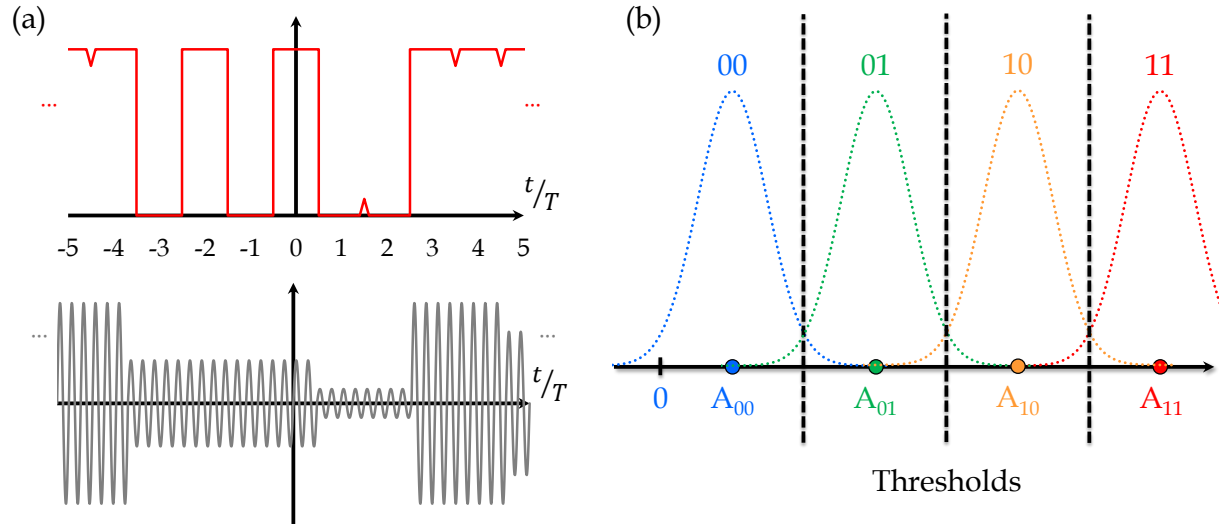 (a)
... ...
t/T
-5 -4 -3 -2 -1 0 1 2 3 4 5
... ...
t/T
(b)
00 01 10 11
0 A₀₀ A₀₁ A₁₀ A₁₁
Thresholds